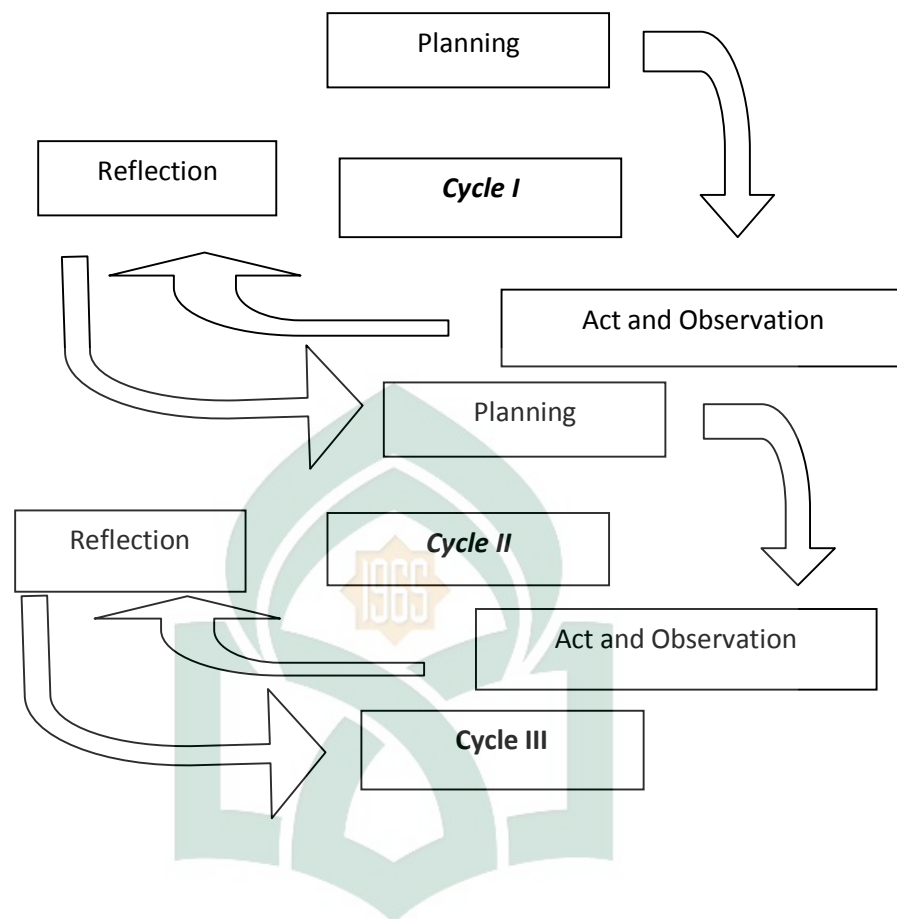 Planning
Reflection
Cycle I
Act and Observation
Planning
Reflection
Cycle II
1965
Act and Observation
Cycle III